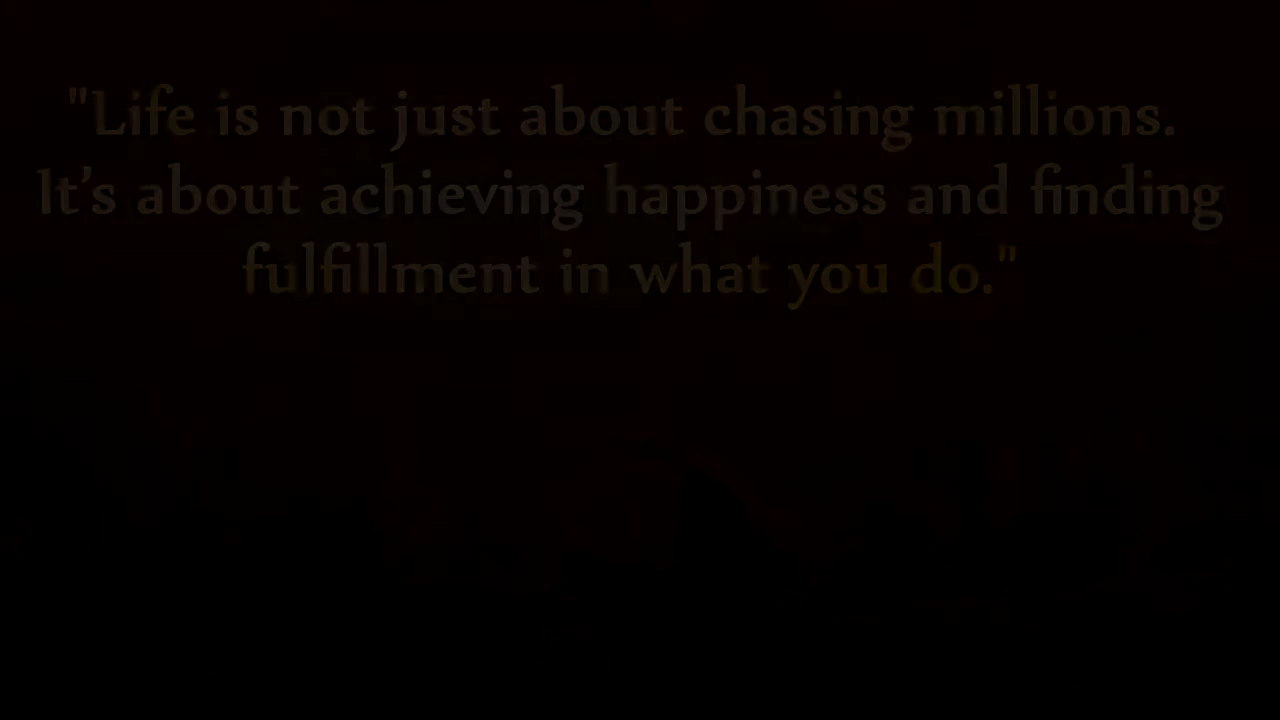 "Life is not just about chasing millions.
It's about achieving happiness and finding
fulfillment in what you do."